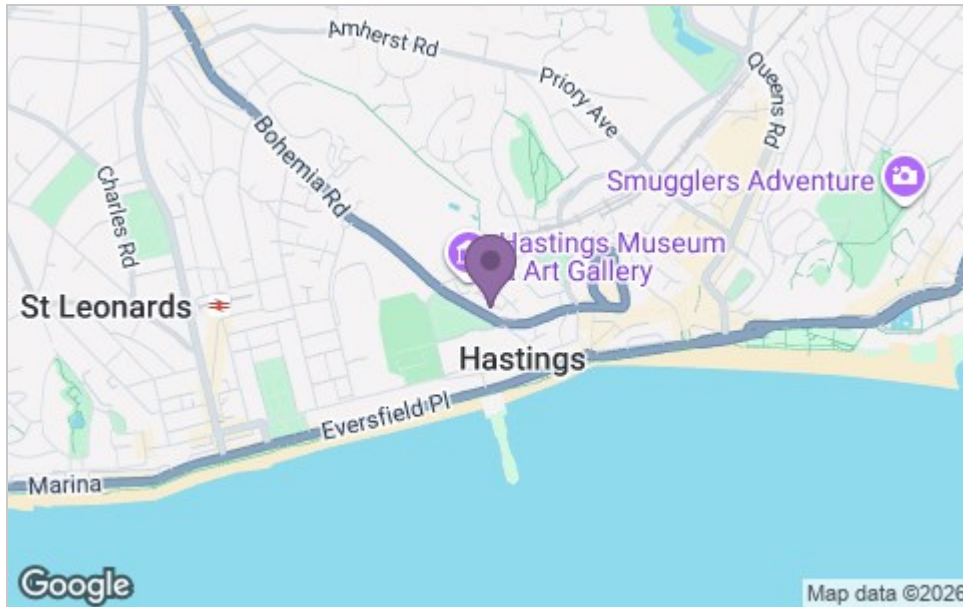 Amherst Rd
Priory Ave
Queens Rd
Bohemia Rd
Charles Rd
Smugglers Adventure
Hastings Museum
Art Gallery
St Leonards
Hastings
Eversfield Pl
Marina
Google
Map data ©2026